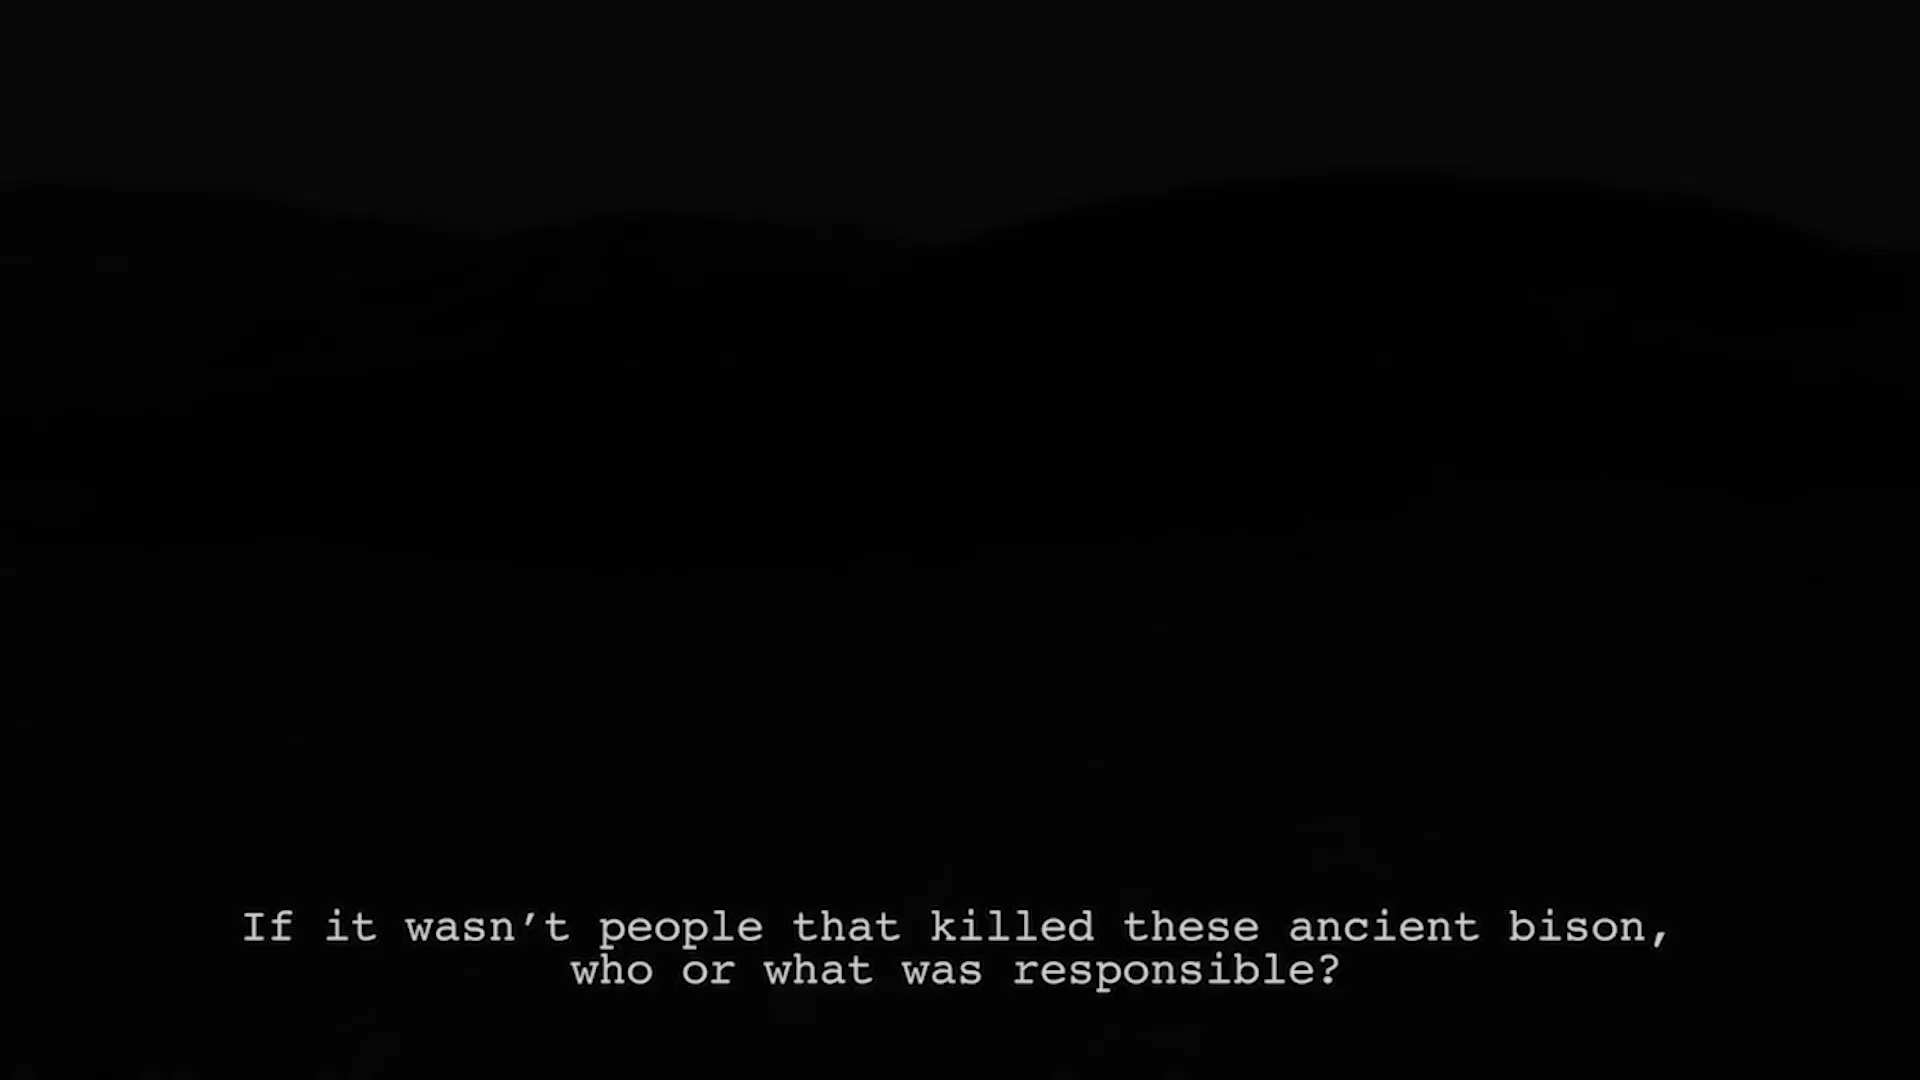 If it wasn’t people that killed these ancient bison,
who or what was responsible?